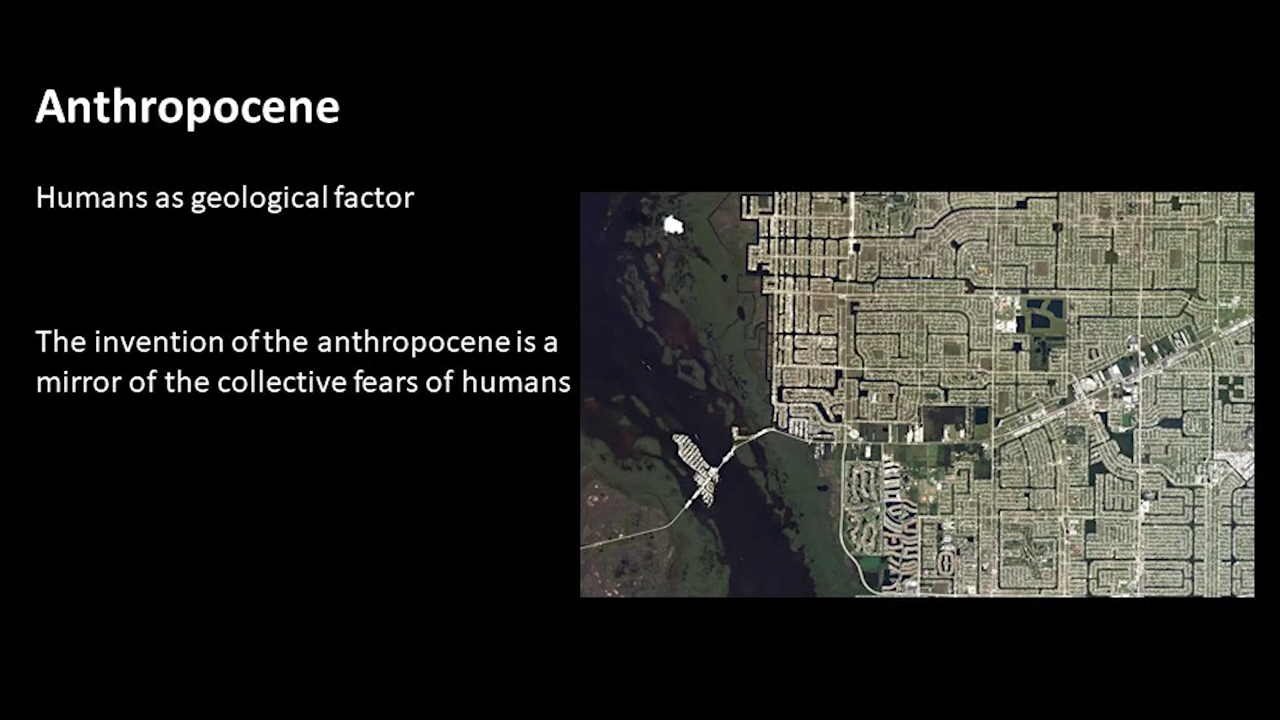 Anthropocene
Humans as geological factor
The invention of the anthropocene is a
mirror of the collective fears of humans